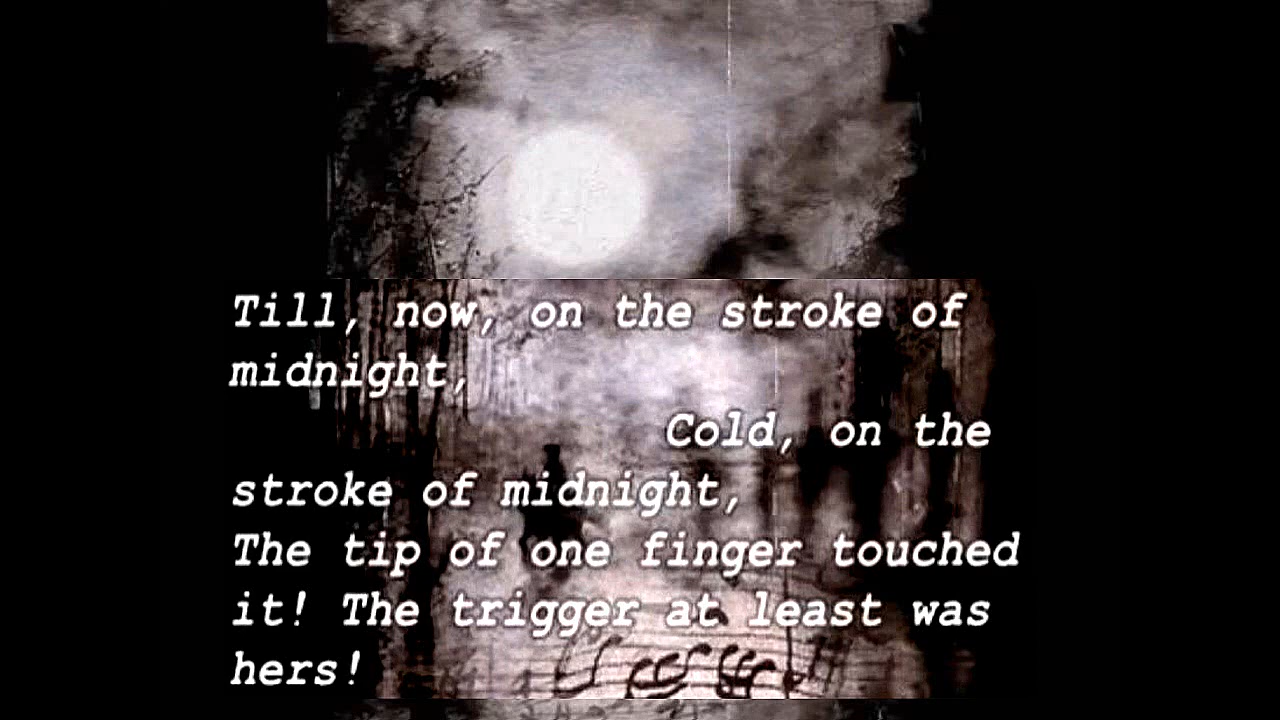 Till, now, on the stroke of
midnight,
Cold, on the
stroke of midnight,
The tip of one finger touched
it! The trigger at least was
hers!